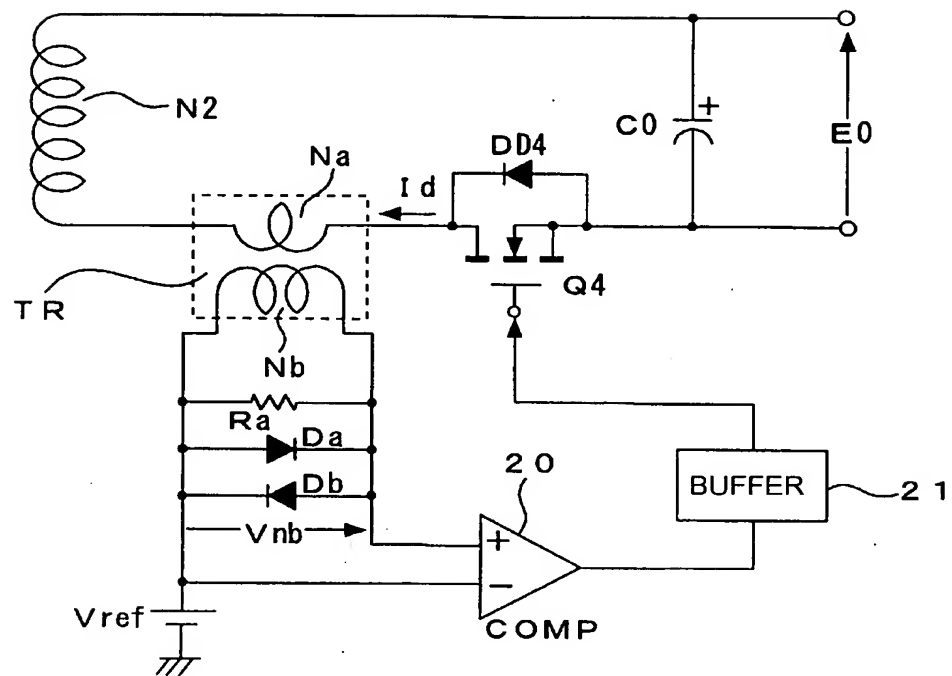 N2
Na
Id
DD4
C0
+
E0
TR
Nb
Q4
Ra
Da
Db
Vnb
20
BUFFER
21
+
−
Vref
COMP